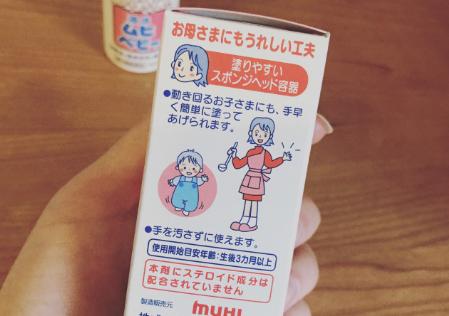 液体
ムヒ
ベビー
お母さまにもうれしい工夫
塗りやすい
スポンジヘッド容器
●動き回るお子さまにも、手早
く簡単に塗って
あげられます。
●手を汚さずに使えます。
使用開始目安年齢:生後3カ月以上
本剤にステロイド成分は
配合されていません
製造販売元
MUHI